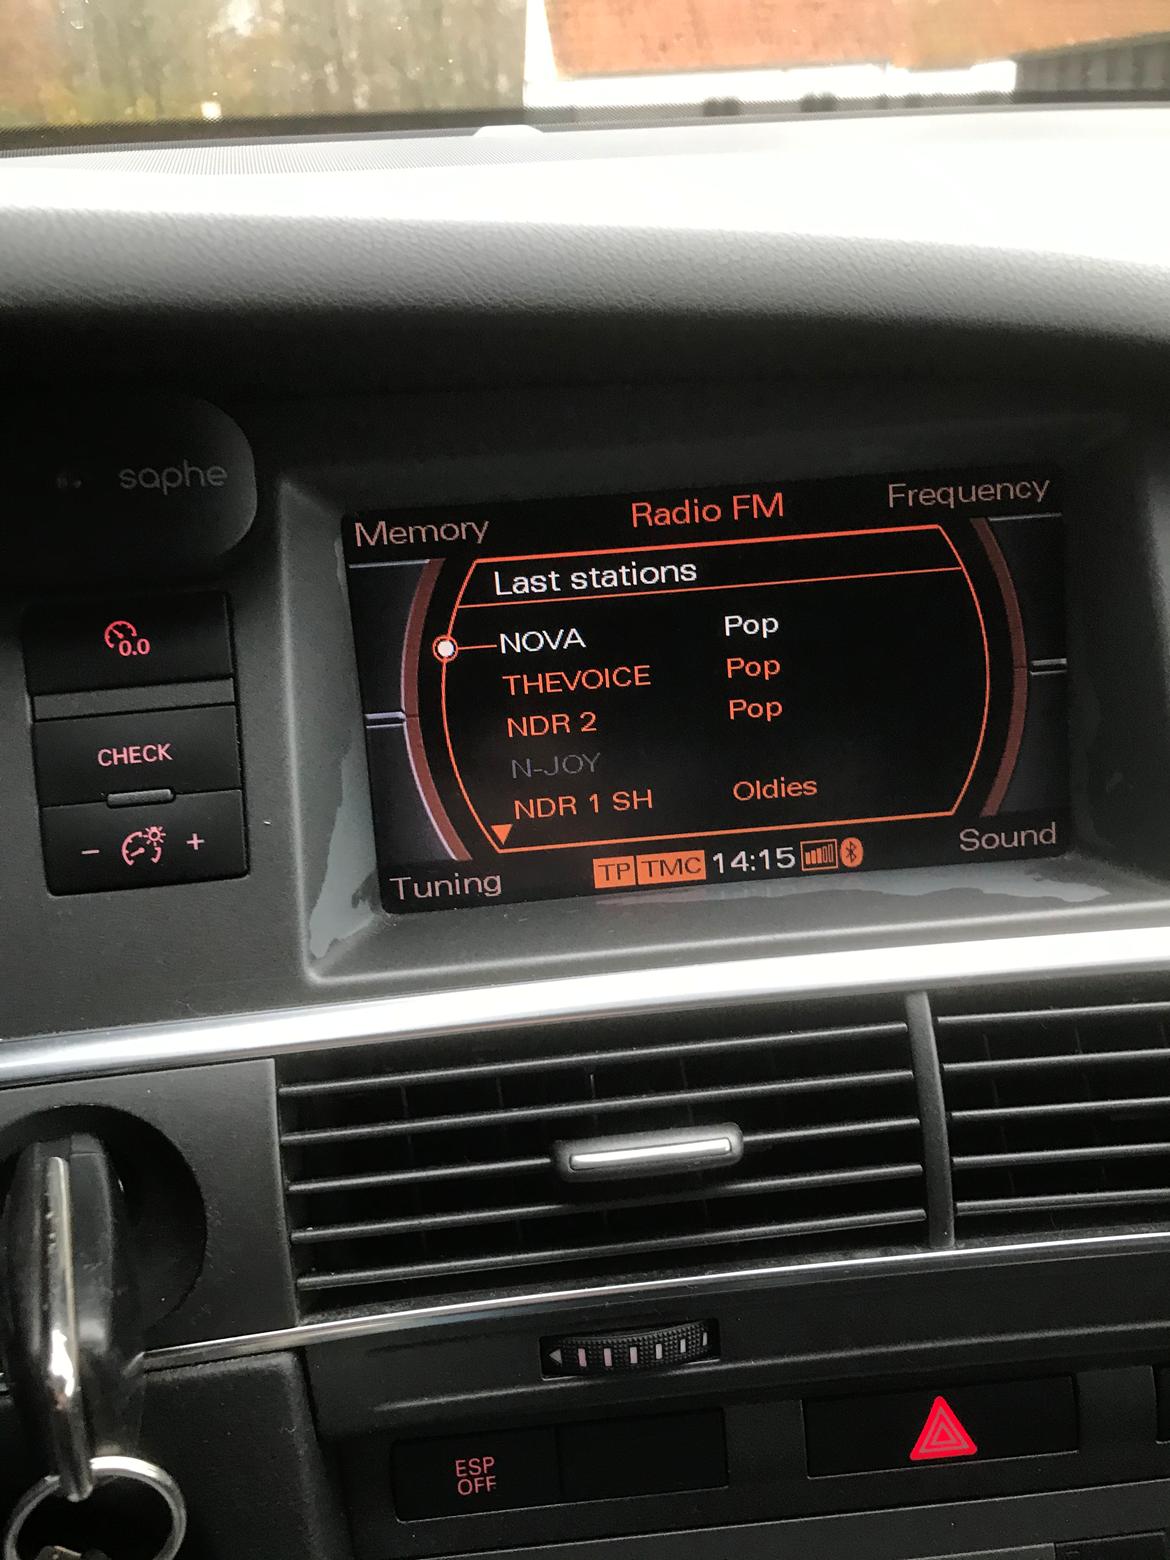 saphe
Memory Radio FM Frequency
Last stations
NOVA Pop
THEVOICE Pop
NDR 2 Pop
N-JOY
NDR 1 SH Oldies
Tuning TP TMC 14:15 Sound
0.0
CHECK
- +
ESP
OFF